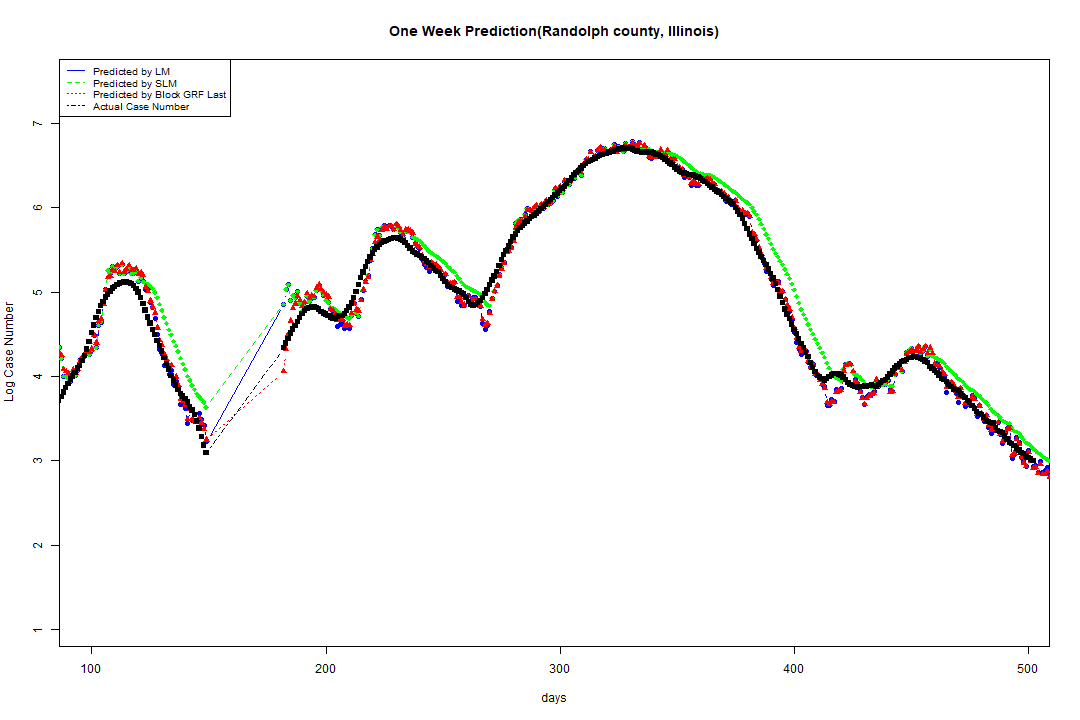 One Week Prediction(Randolph county, Illinois)
Predicted by LM
Predicted by SLM
Predicted by Block GRF Last
Actual Case Number
7
6
5
4
3
2
1
Log Case Number
100 200 300 400 500
days